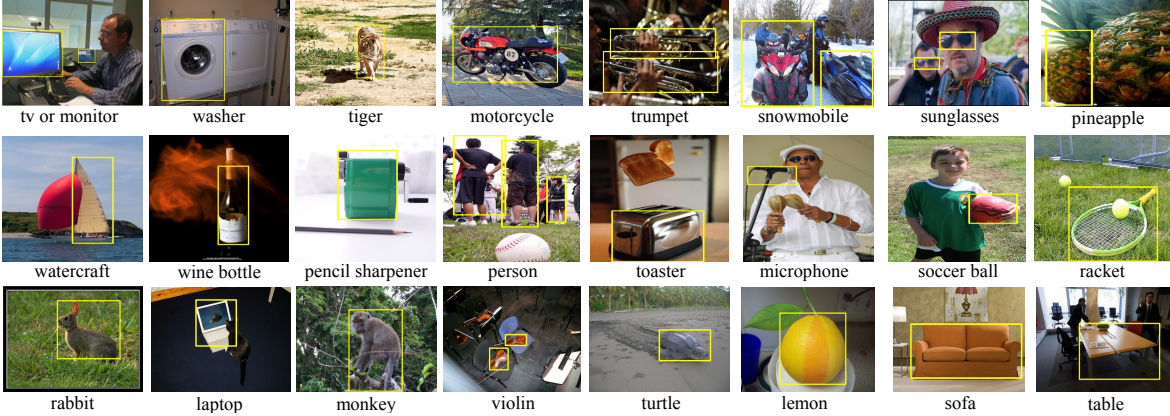 tv or monitor
washer
tiger
motorcycle
trumpet
snowmobile
sunglasses
pineapple
watercraft
wine bottle
pencil sharpener
person
toaster
microphone
soccer ball
racket
rabbit
laptop
monkey
violin
turtle
lemon
sofa
table